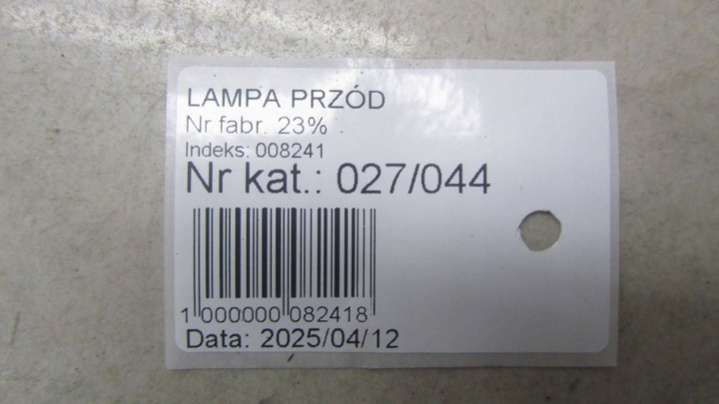 LAMPA PRZÓD
Nr fabr. 23%
Indeks: 008241
Nr kat.: 027/044
1 000000 082418
Data: 2025/04/12